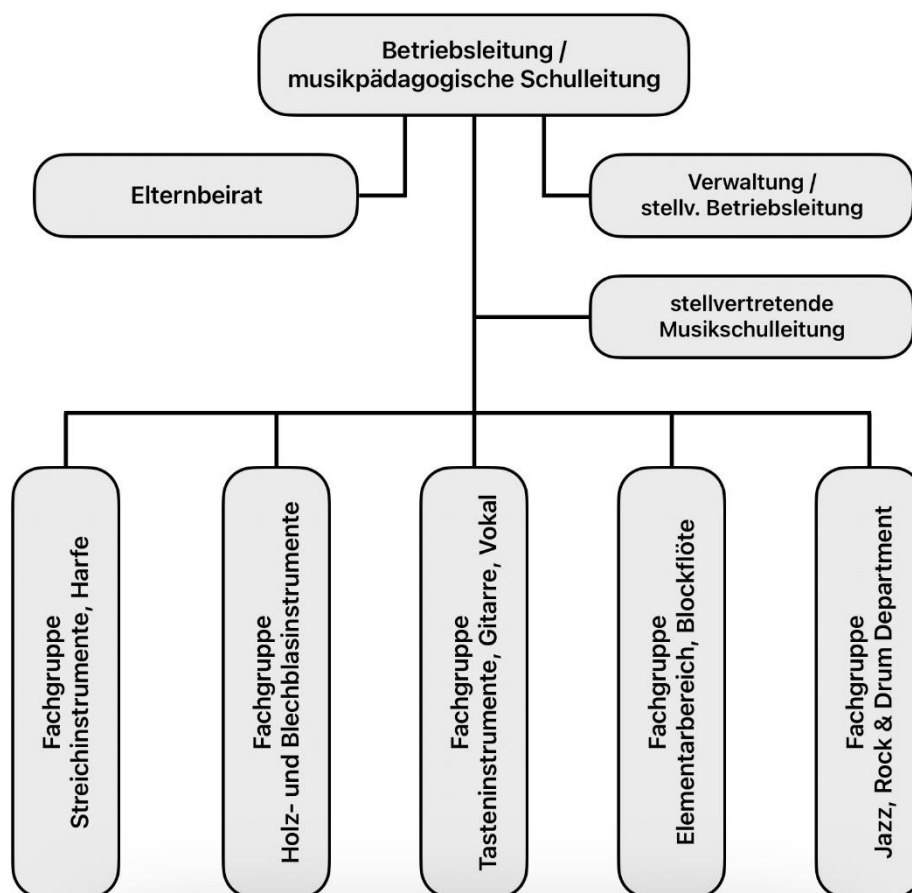 Betriebsleitung /
musikpädagogische Schulleitung
Elternbeirat
Verwaltung /
stellv. Betriebsleitung
stellvertretende
Musikschulleitung
Fachgruppe
Streichinstrumente, Harfe
Fachgruppe
Holz- und Blechblasinstrumente
Fachgruppe
Tasteninstrumente, Gitarre, Vokal
Fachgruppe
Elementarbereich, Blockflöte
Fachgruppe
Jazz, Rock & Drum Department